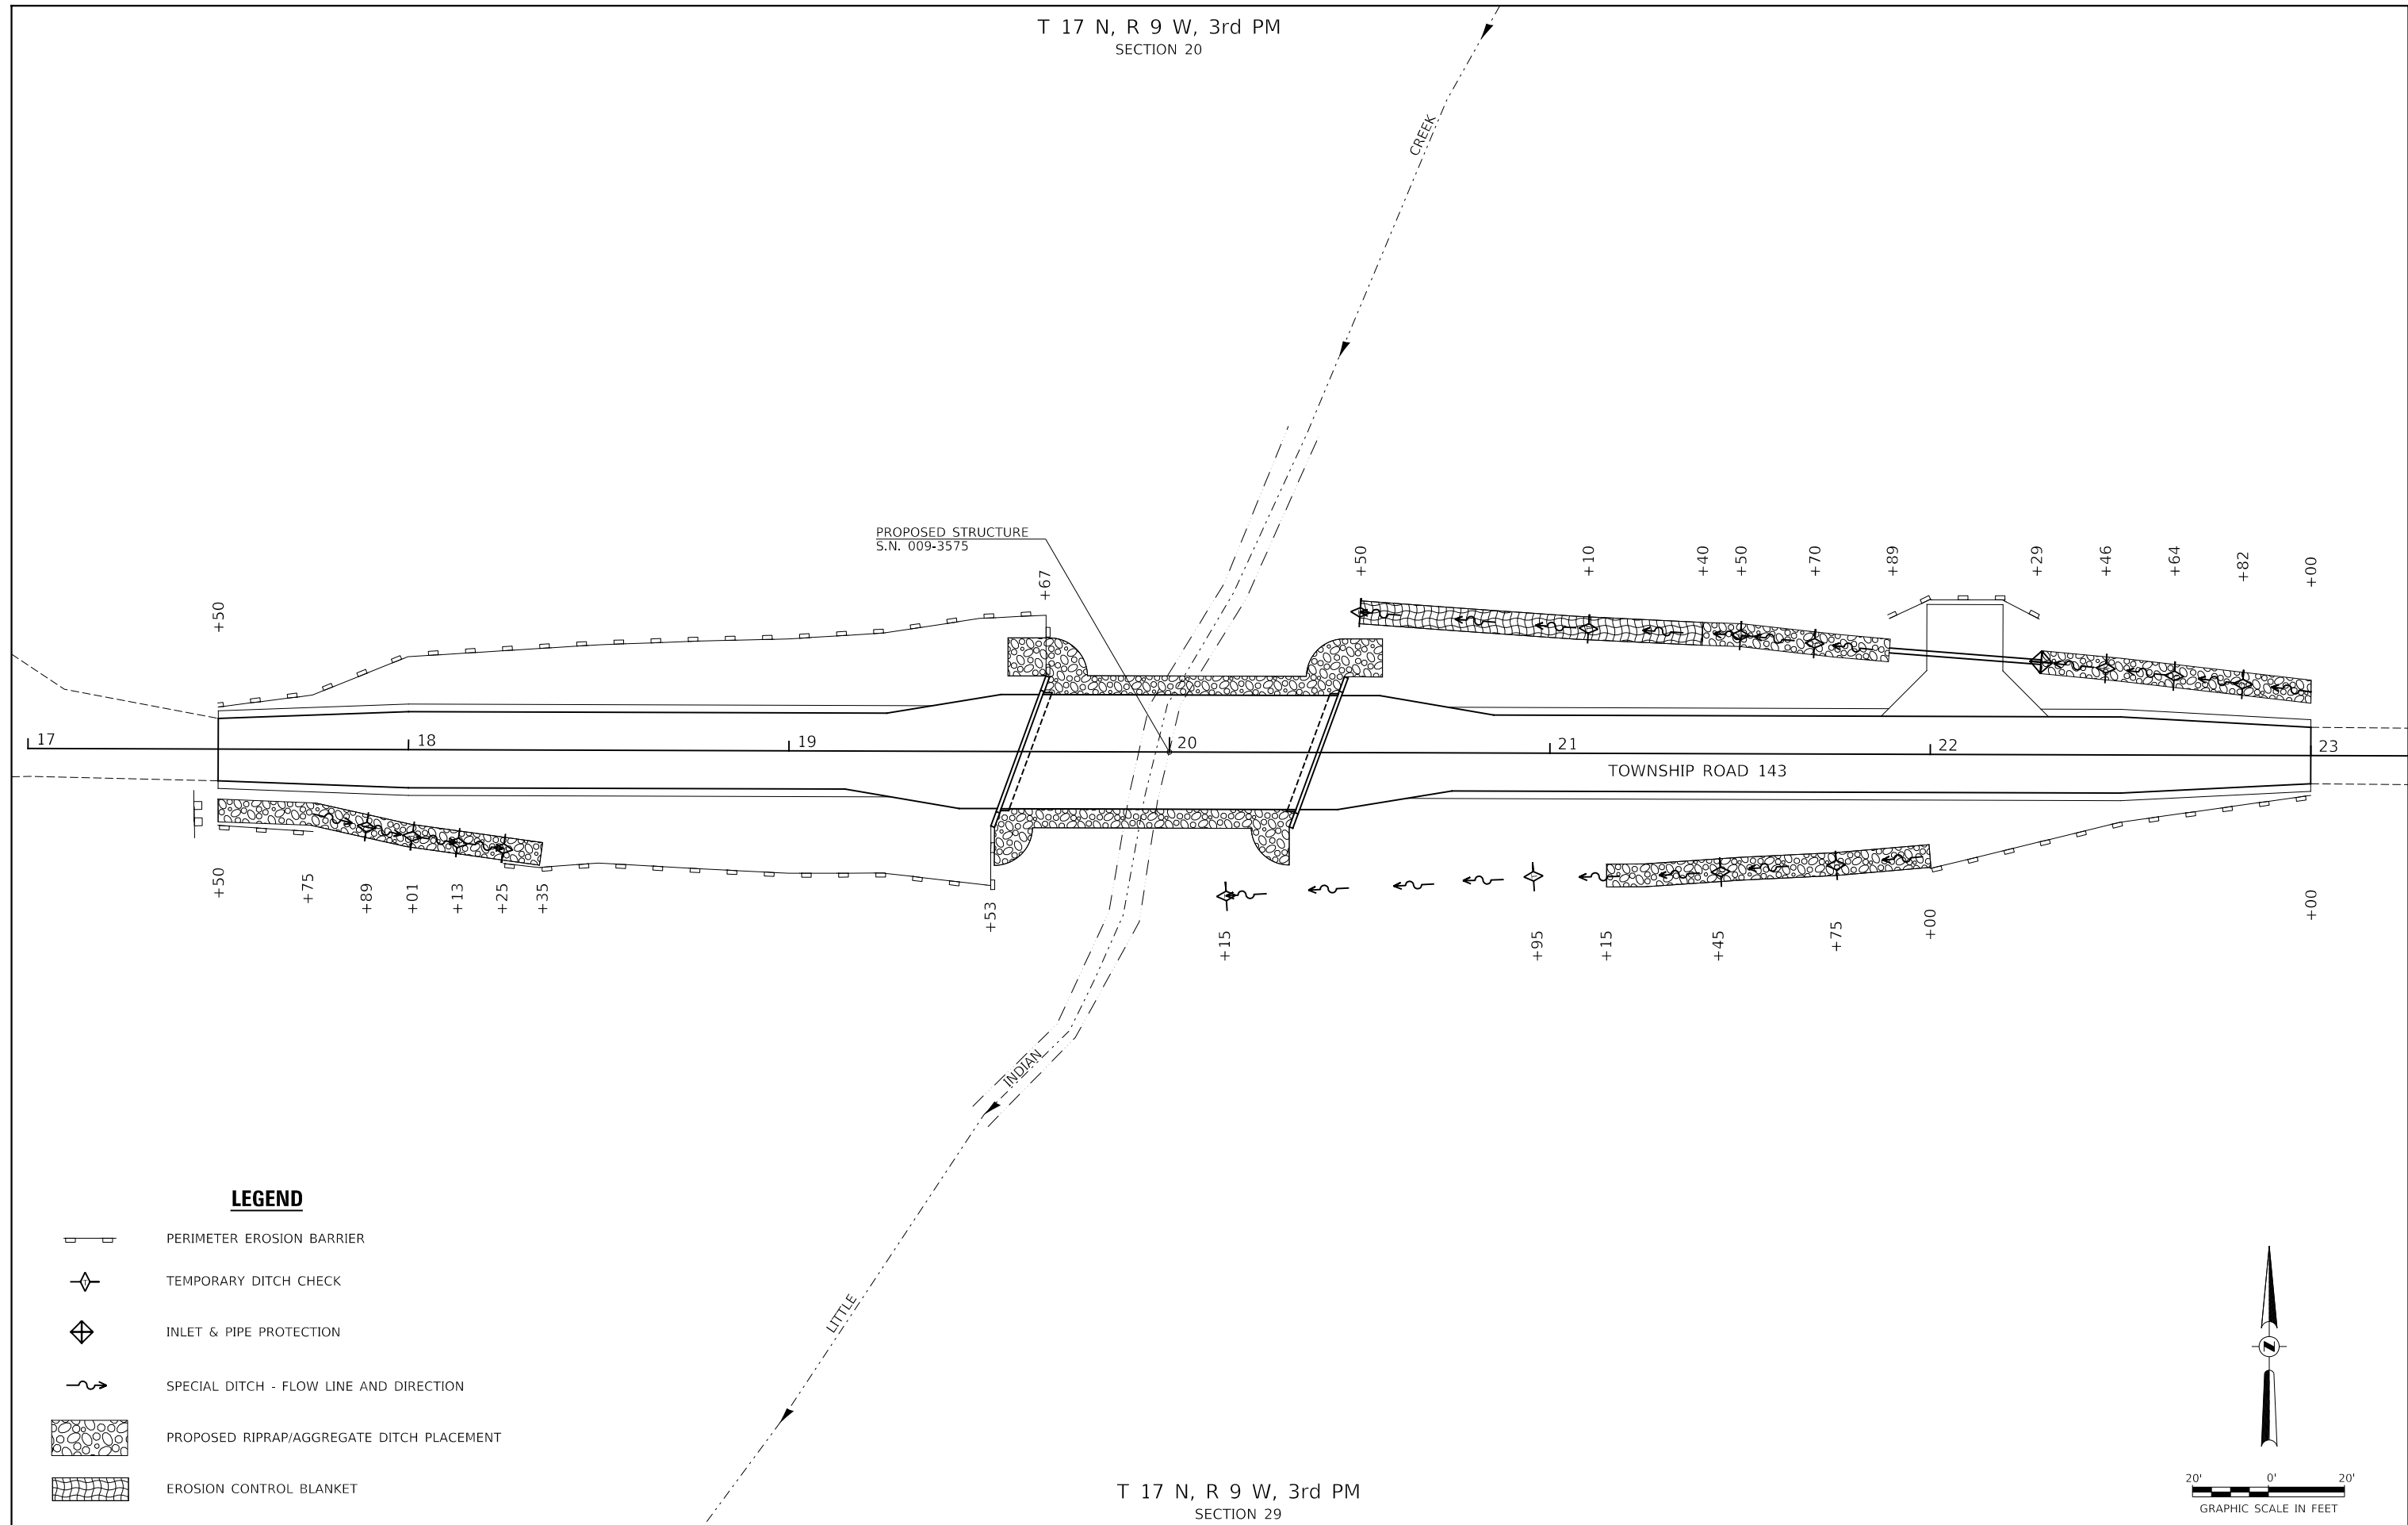 T 17 N, R 9 W, 3rd PM
SECTION 20
CREEK
PROPOSED STRUCTURE
S.N. 009-3575
+50
+67
+50
+10
+40
+50
+70
+89
+29
+46
+64
+82
+00
17
18
19
20
21
22
23
TOWNSHIP ROAD 143
+50
+75
+89
+01
+13
+25
+35
+53
+15
+95
+15
+45
+75
+00
+00
INDIAN
LITTLE
LEGEND
PERIMETER EROSION BARRIER
TEMPORARY DITCH CHECK
INLET & PIPE PROTECTION
SPECIAL DITCH - FLOW LINE AND DIRECTION
PROPOSED RIPRAP/AGGREGATE DITCH PLACEMENT
EROSION CONTROL BLANKET
T 17 N, R 9 W, 3rd PM
SECTION 29
Z
20' 0' 20'
GRAPHIC SCALE IN FEET